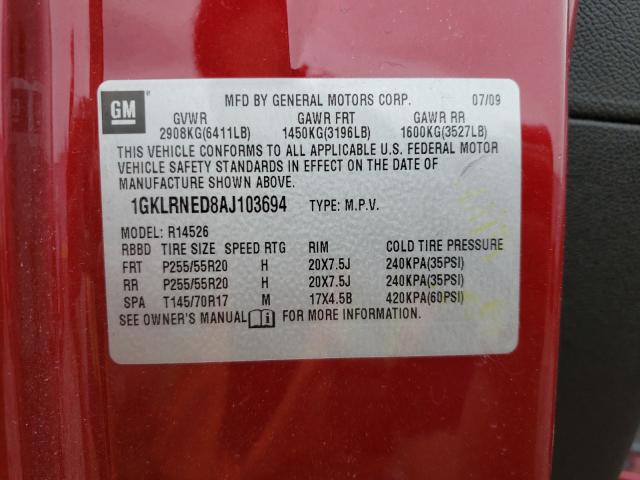 GM
MFD BY GENERAL MOTORS CORP. 07/09
GVWR GAWR FRT GAWR RR
2908KG(6411LB) 1450KG(3196LB) 1600KG(3527LB)
THIS VEHICLE CONFORMS TO ALL APPLICABLE U.S. FEDERAL MOTOR
VEHICLE SAFETY STANDARDS IN EFFECT ON THE DATE OF
MANUFACTURE SHOWN ABOVE.
1GKLRNED8AJ103694 TYPE: M.P.V.
MODEL: R14526
RBBD TIRE SIZE SPEED RTG RIM COLD TIRE PRESSURE
FRT P255/55R20 H 20X7.5J 240KPA(35PSI)
RR P255/55R20 H 20X7.5J 240KPA(35PSI)
SPA T145/70R17 M 17X4.5B 420KPA(60PSI)
SEE OWNER'S MANUAL FOR MORE INFORMATION.